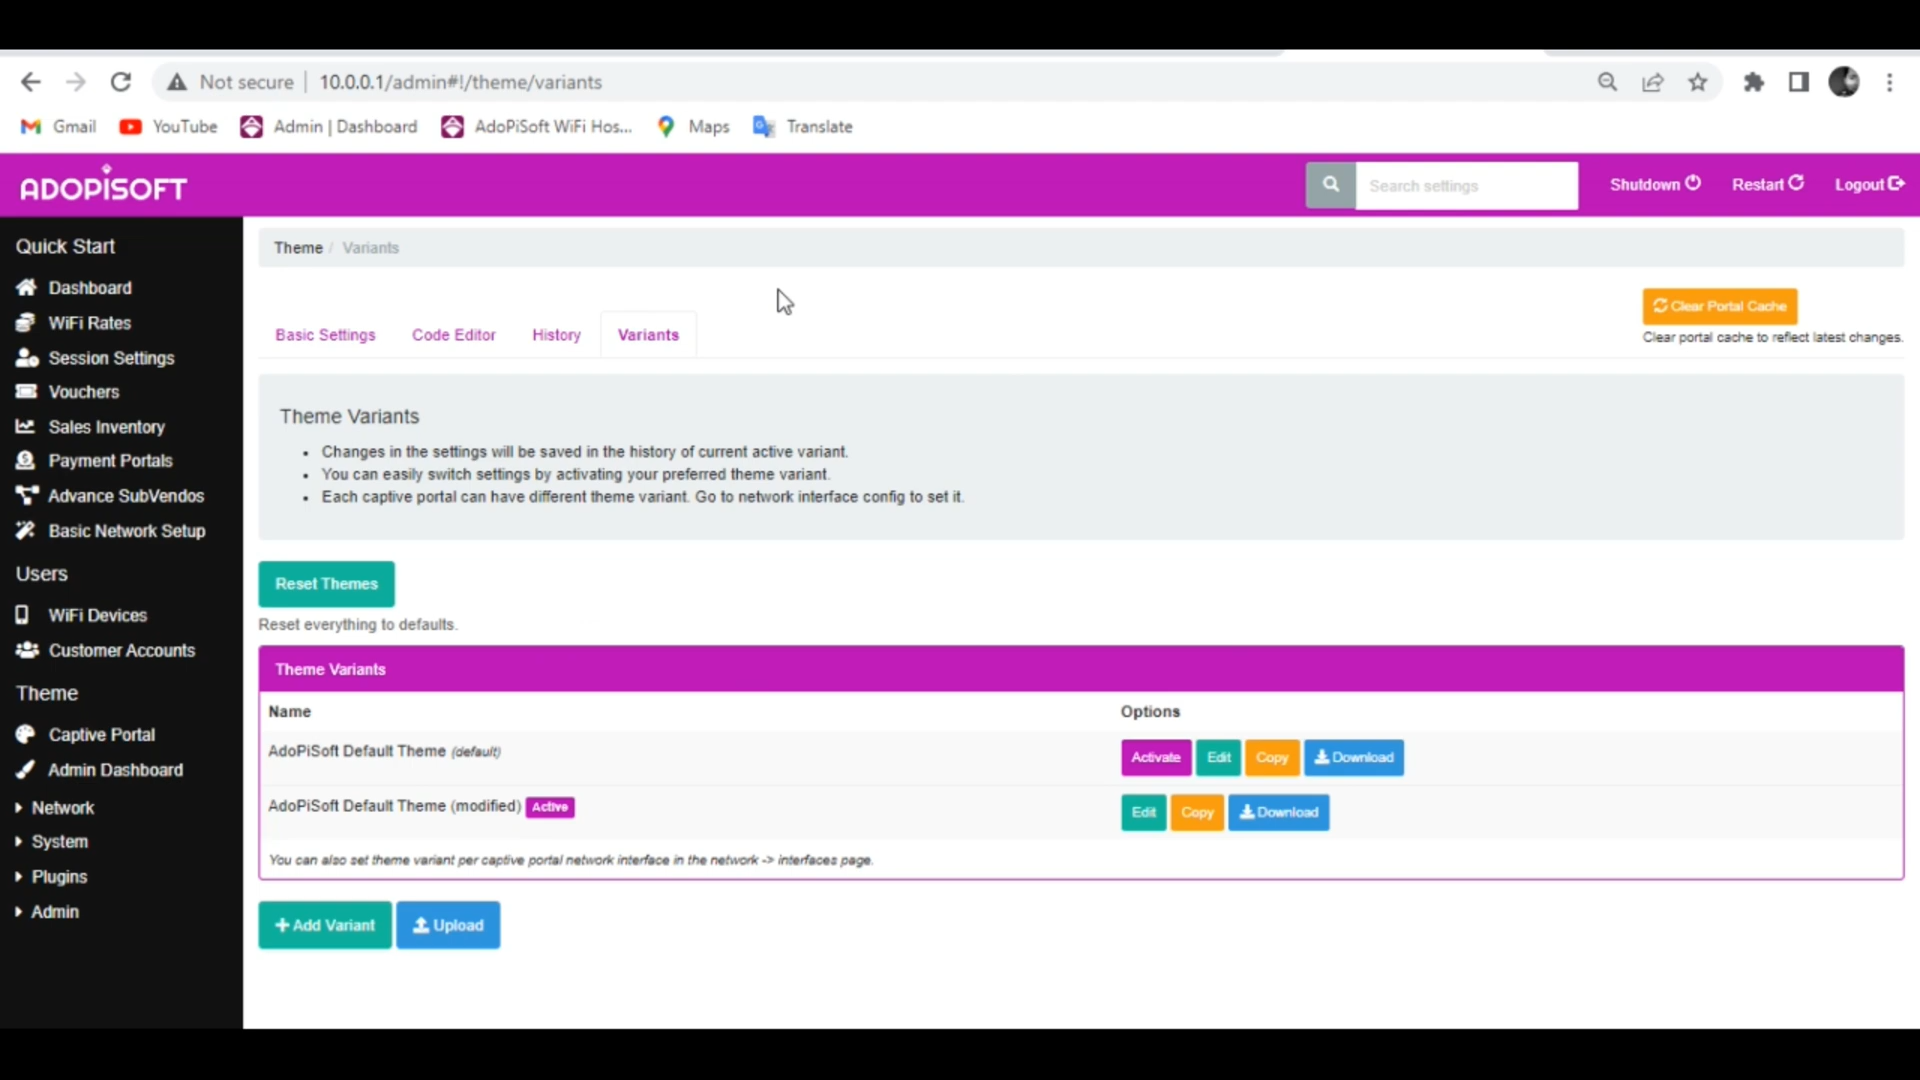 Not secure | 10.0.0.1/admin#!/theme/variants
Gmail YouTube Admin | Dashboard AdoPiSoft WiFi Hos... Maps Translate
ADOPISOFT
Search settings
Shutdown Restart Logout
Quick Start
Dashboard
WiFi Rates
Session Settings
Vouchers
Sales Inventory
Payment Portals
Advance SubVendos
Basic Network Setup
Users
WiFi Devices
Customer Accounts
Theme
Captive Portal
Admin Dashboard
Network
System
Plugins
Admin
Theme / Variants
Clear Portal Cache
Clear portal cache to reflect latest changes.
Basic Settings Code Editor History Variants
Theme Variants
• Changes in the settings will be saved in the history of current active variant.
• You can easily switch settings by activating your preferred theme variant.
• Each captive portal can have different theme variant. Go to network interface config to set it.
Reset Themes
Reset everything to defaults.
Theme Variants
Name Options
AdoPiSoft Default Theme (default) Activate Edit Copy Download
AdoPiSoft Default Theme (modified) Active Edit Copy Download
You can also set theme variant per captive portal network interface in the network -> interfaces page.
+ Add Variant Upload